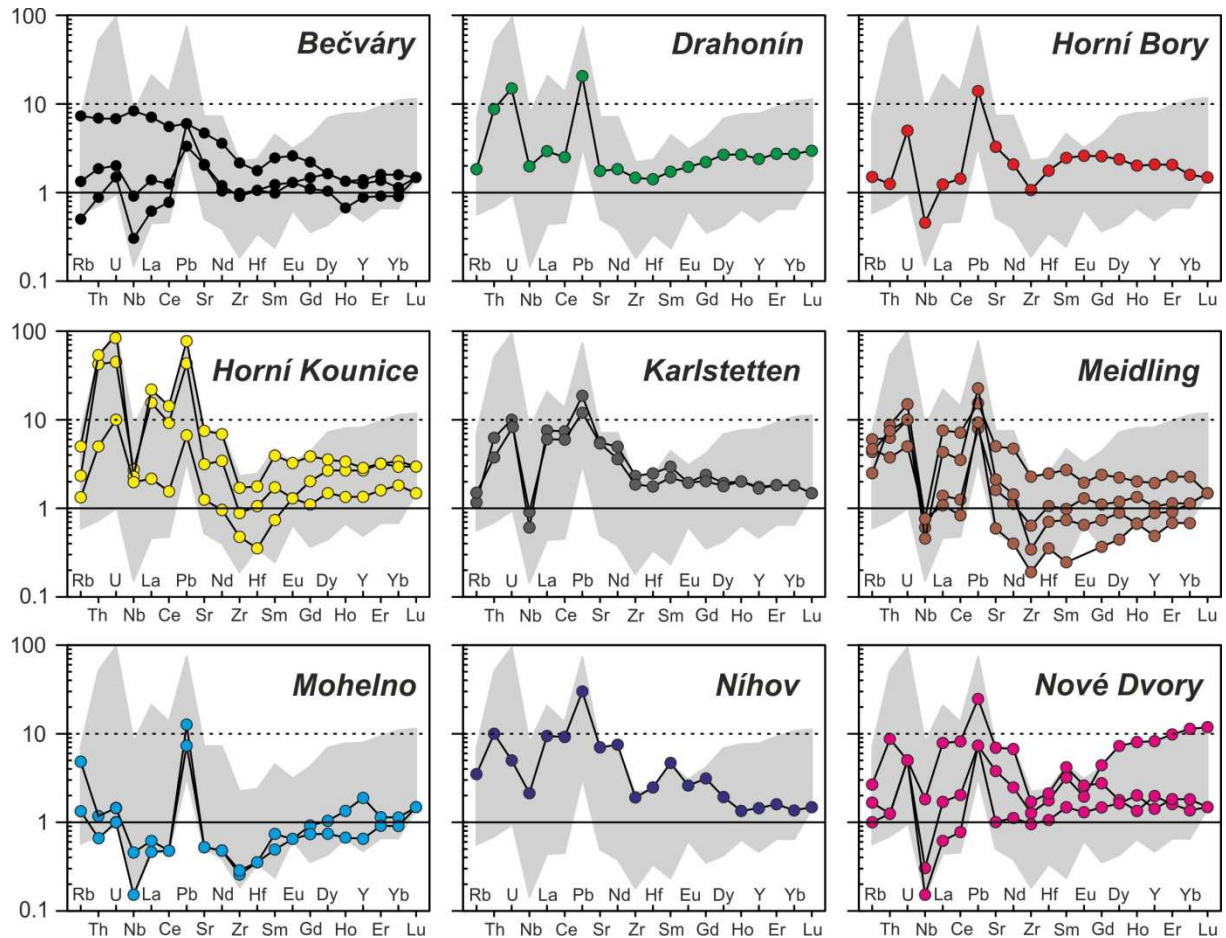 100
10
1
0.1
Bečváry
Rb U La Pb Nd Hf Eu Dy Y Yb
Th Nb Ce Sr Zr Sm Gd Ho Er Lu
Drahonín
Rb U La Pb Nd Hf Eu Dy Y Yb
Th Nb Ce Sr Zr Sm Gd Ho Er Lu
Horní Bory
Rb U La Pb Nd Hf Eu Dy Y Yb
Th Nb Ce Sr Zr Sm Gd Ho Er Lu
100
10
1
0.1
Horní Kounice
Rb U La Pb Nd Hf Eu Dy Y Yb
Th Nb Ce Sr Zr Sm Gd Ho Er Lu
Karlstetten
Rb U La Pb Nd Hf Eu Dy Y Yb
Th Nb Ce Sr Zr Sm Gd Ho Er Lu
Meidling
Rb U La Pb Nd Hf Eu Dy Y Yb
Th Nb Ce Sr Zr Sm Gd Ho Er Lu
100
10
1
0.1
Mohelno
Rb U La Pb Nd Hf Eu Dy Y Yb
Th Nb Ce Sr Zr Sm Gd Ho Er Lu
Níhov
Rb U La Pb Nd Hf Eu Dy Y Yb
Th Nb Ce Sr Zr Sm Gd Ho Er Lu
Nové Dvory
Rb U La Pb Nd Hf Eu Dy Y Yb
Th Nb Ce Sr Zr Sm Gd Ho Er Lu